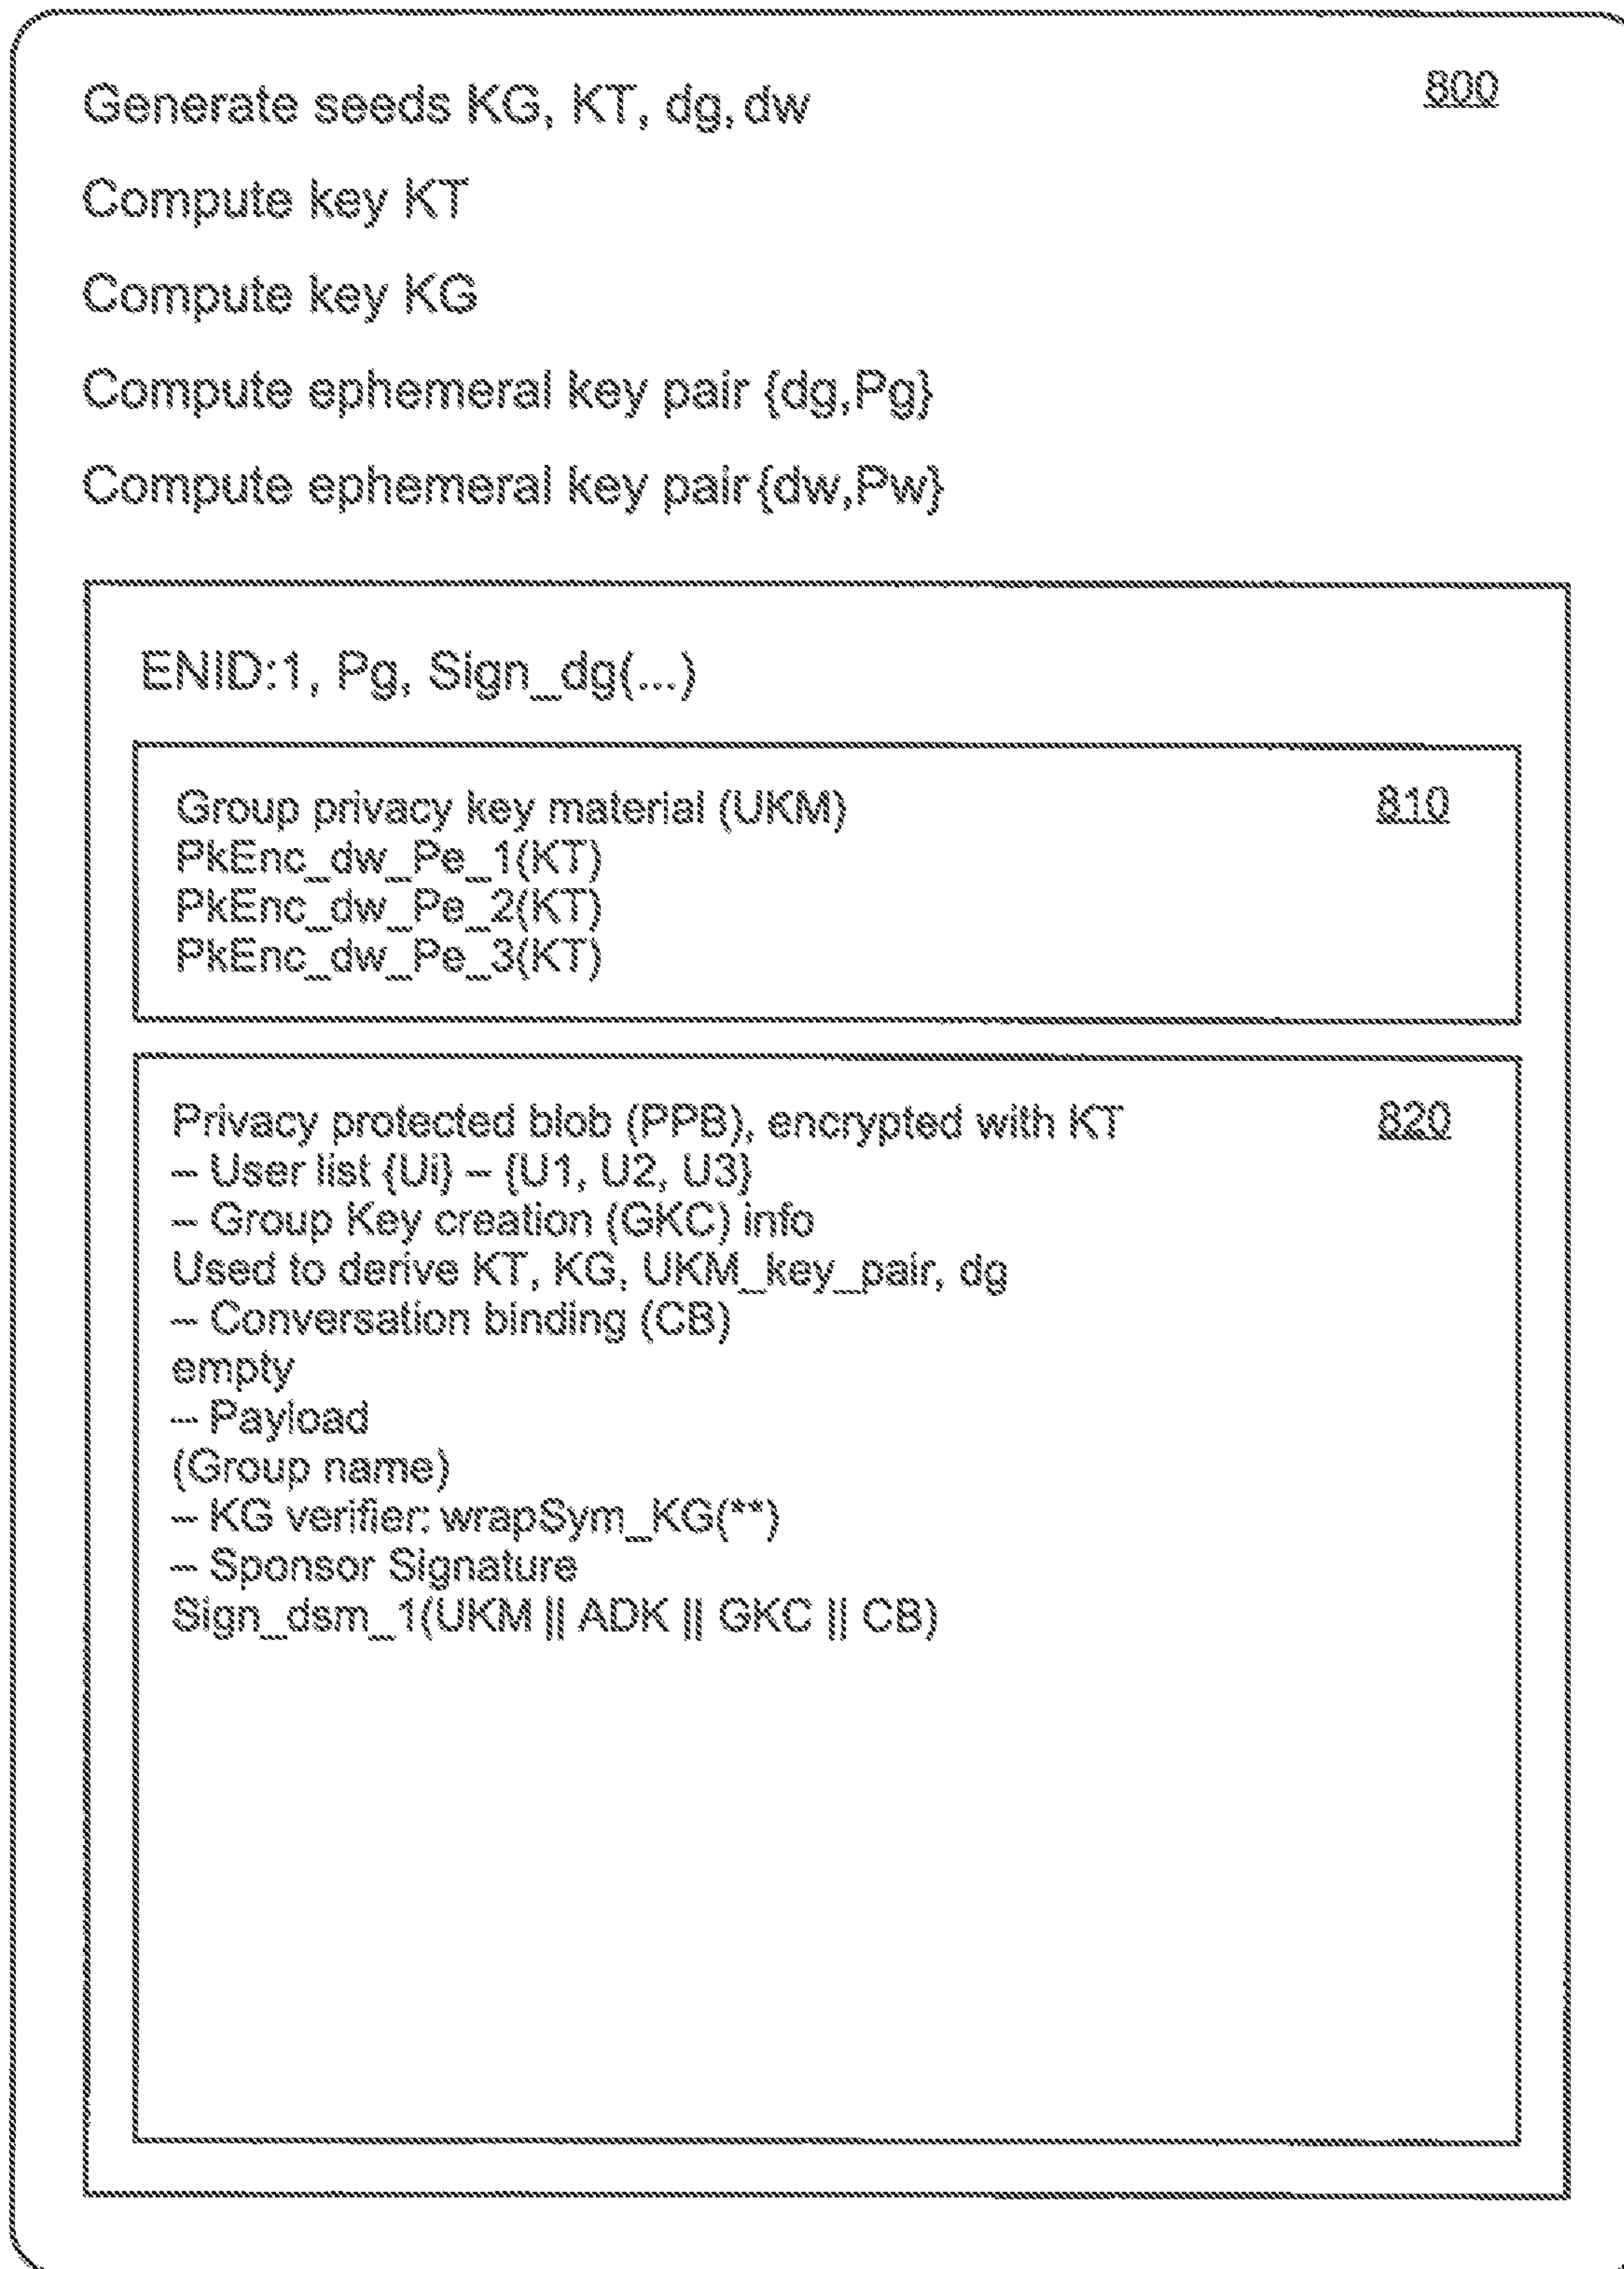 Generate seeds KG, KT, dg, dw 800
Compute key KT
Compute key KG
Compute ephemeral key pair {dg,Pg}
Compute ephemeral key pair {dw,Pw}
ENID:1, Pg, Sign_dg(...)
Group privacy key material (UKM) 810
PkEnc_dw_Pe_1(KT)
PkEnc_dw_Pe_2(KT)
PkEnc_dw_Pe_3(KT)
Privacy protected blob (PPB), encrypted with KT 820
-- User list {Ui} -- {U1, U2, U3}
-- Group Key creation (GKC) info
Used to derive KT, KG, UKM_key_pair, dg
-- Conversation binding (CB)
empty
-- Payload
(Group name)
-- KG verifier: wrapSym_KG(**)
-- Sponsor Signature
Sign_dsm_1(UKM || ADK || GKC || CB)